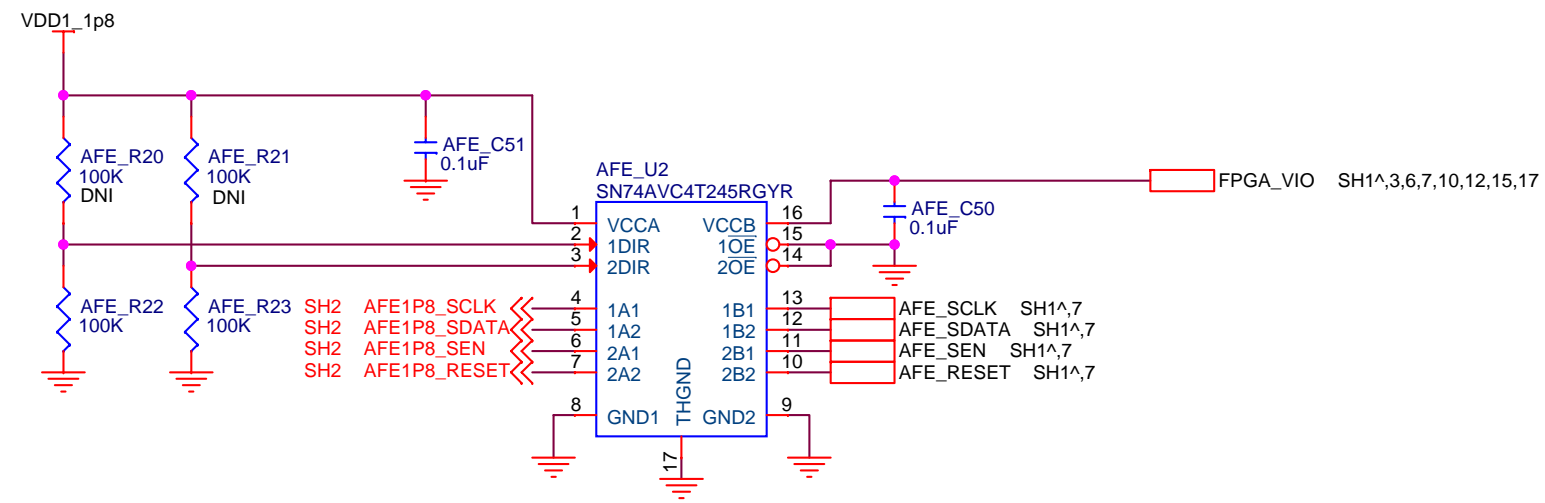 VDD1_1p8
AFE_R20
100K
DNI
AFE_R21
100K
DNI
AFE_C51
0.1uF
AFE_U2
SN74AVC4T245RGYR
FPGA_VIO SH1^,3,6,7,10,12,15,17
AFE_C50
0.1uF
1 VCCA VCCB 16
2 1DIR 1OE 15
3 2DIR 2OE 14
AFE_R22
100K
AFE_R23
100K
SH2 AFE1P8_SCLK 4 1A1 1B1 13 AFE_SCLK SH1^,7
SH2 AFE1P8_SDATA 5 1A2 1B2 12 AFE_SDATA SH1^,7
SH2 AFE1P8_SEN 6 2A1 2B1 11 AFE_SEN SH1^,7
SH2 AFE1P8_RESET 7 2A2 2B2 10 AFE_RESET SH1^,7
8 GND1 THGND GND2 9
17